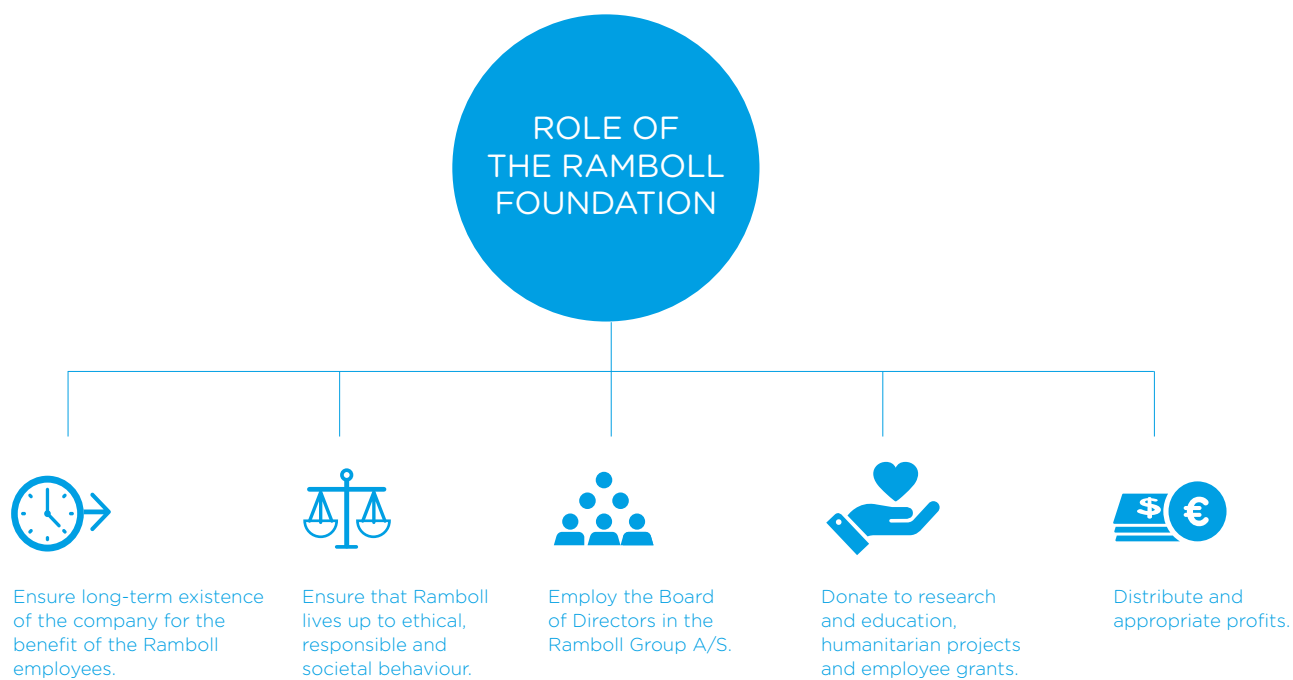 ROLE OF
THE RAMBOLL
FOUNDATION
$
€
Ensure long-term existence
of the company for the
benefit of the Ramboll
employees.
Ensure that Ramboll
lives up to ethical,
responsible and
societal behaviour.
Employ the Board
of Directors in the
Ramboll Group A/S.
Donate to research
and education,
humanitarian projects
and employee grants.
Distribute and
appropriate profits.